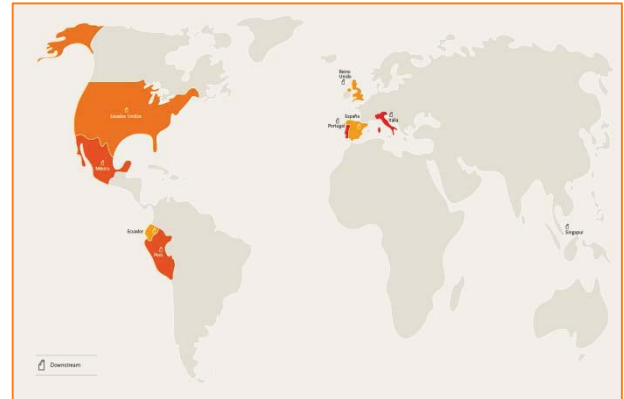 Reino
Unido
Estados Unidos
España
Portugal
Italia
México
Ecuador
Perú
Singapur
Downstream